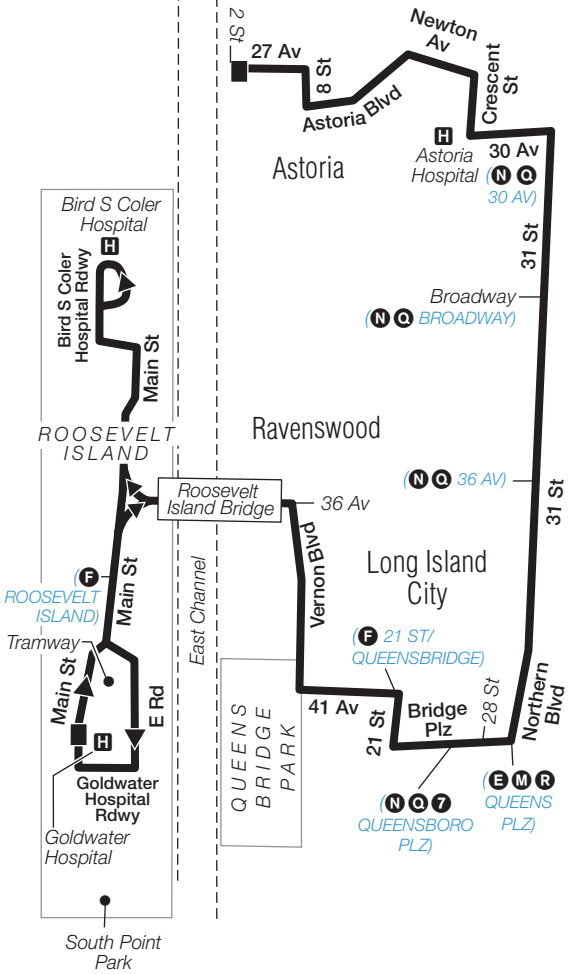 2 St
27 Av
8 St
Astoria Blvd
Newton
Av
Crescent
St
H
Astoria
Hospital
30 Av
(N Q
30 AV)
Astoria
31 St
Broadway
(N Q BROADWAY)
Bird S Coler
Hospital
H
Bird S Coler
Hospital Rdwy
Main St
ROOSEVELT
ISLAND
Ravenswood
(N Q 36 AV)
31 St
Roosevelt
Island Bridge
36 Av
Vernon Blvd
Long Island
City
East Channel
(F
ROOSEVELT
ISLAND)
Main St
Tramway
Main St
E Rd
H
Goldwater
Hospital
Rdwy
Goldwater
Hospital
(F 21 ST/
QUEENSBRIDGE)
QUEENS
BRIDGE
PARK
41 Av
21 St
Bridge
Plz
28 St
Northern
Blvd
(N Q 7
QUEENSBORO
PLZ)
(E M R
QUEENS
PLZ)
South Point
Park